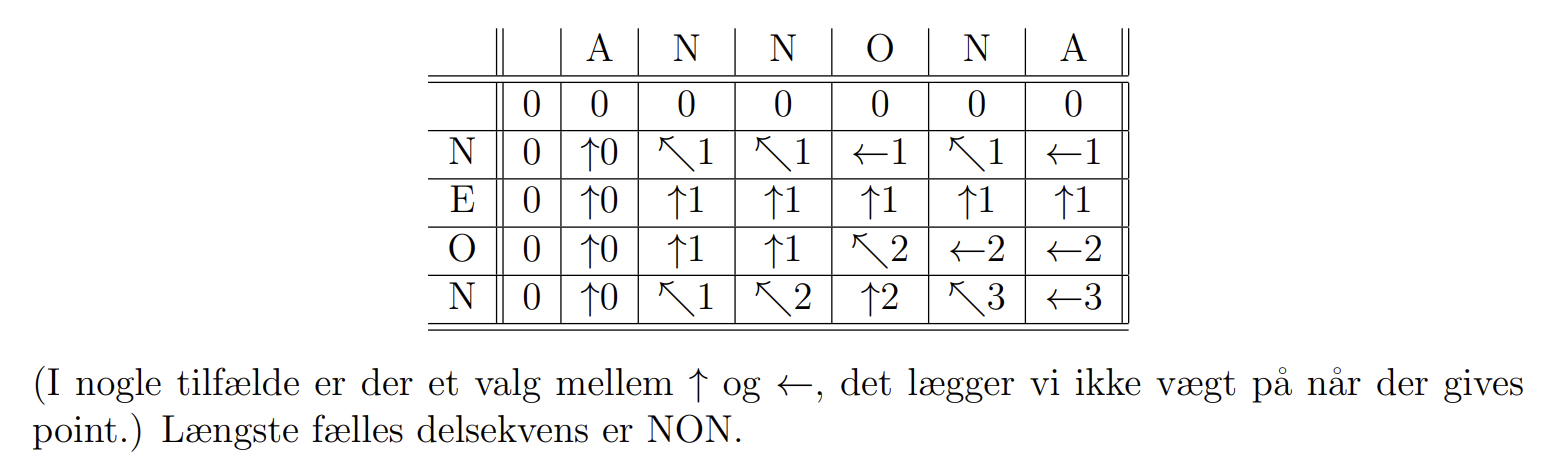 A N N O N A
0 0 0 0 0 0 0
N 0 ↑0 ↖1 ↖1 ←1 ↖1 ←1
E 0 ↑0 ↑1 ↑1 ↑1 ↑1 ↑1
O 0 ↑0 ↑1 ↑1 ↖2 ←2 ←2
N 0 ↑0 ↖1 ↖2 ↑2 ↖3 ←3
(I nogle tilfælde er der et valg mellem ↑ og ←, det lægger vi ikke vægt på når der gives
point.) Længste fælles delsekvens er NON.